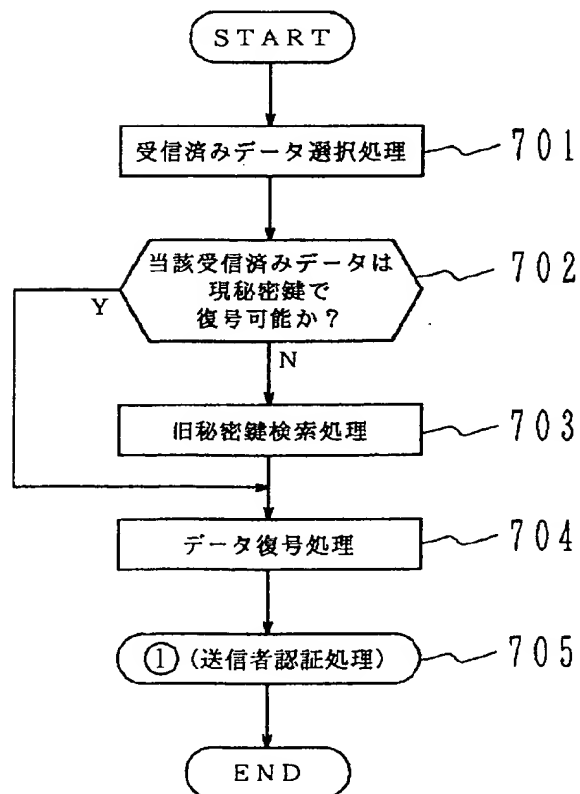 START
受信済みデータ選択処理
701
当該受信済みデータは
現秘密鍵で
復号可能か?
702
Y
N
旧秘密鍵検索処理
703
データ復号処理
704
① (送信者認証処理)
705
END